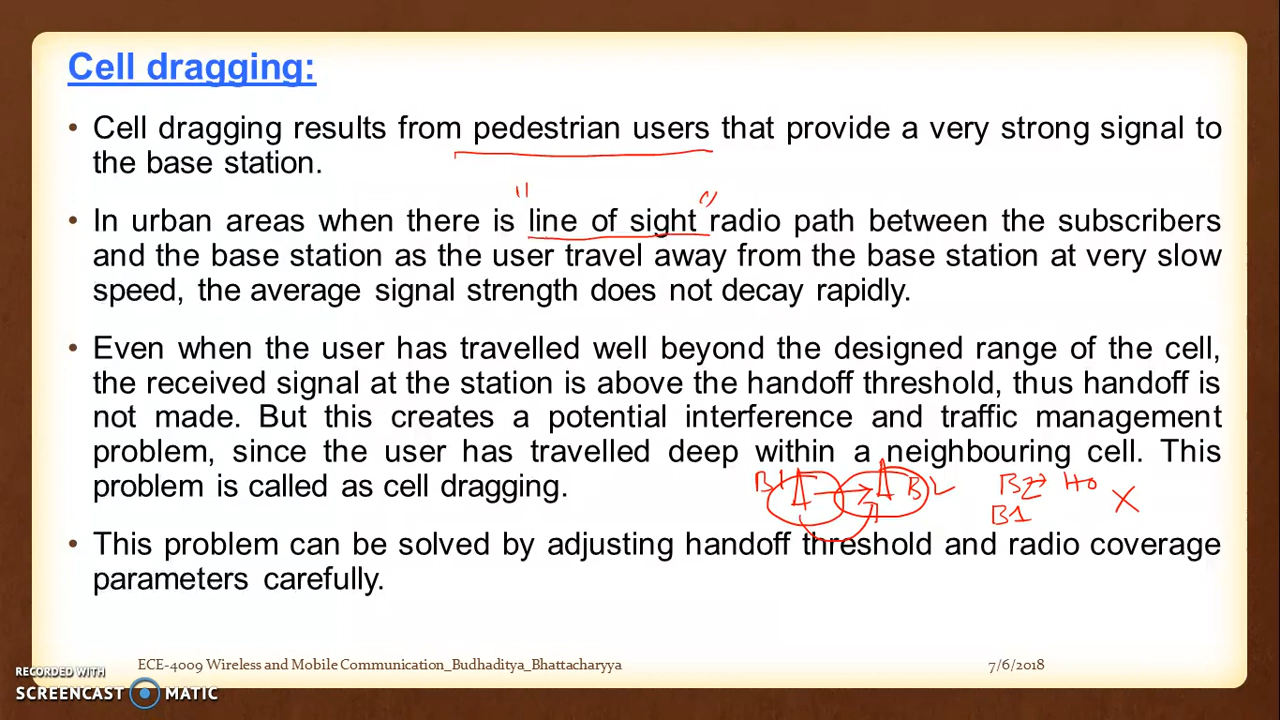 Cell dragging:
• Cell dragging results from pedestrian users that provide a very strong signal to
the base station.
• In urban areas when there is "line of sight" radio path between the subscribers
and the base station as the user travel away from the base station at very slow
speed, the average signal strength does not decay rapidly.
• Even when the user has travelled well beyond the designed range of the cell,
the received signal at the station is above the handoff threshold, thus handoff is
not made. But this creates a potential interference and traffic management
problem, since the user has travelled deep within a neighbouring cell. This
problem is called as cell dragging.
B1 B2
HO X
B1
• This problem can be solved by adjusting handoff threshold and radio coverage
parameters carefully.
ECE-4009 Wireless and Mobile Communication_Budhaditya_Bhattacharyya 7/6/2018
RECORDED WITH
SCREENCAST MATIC